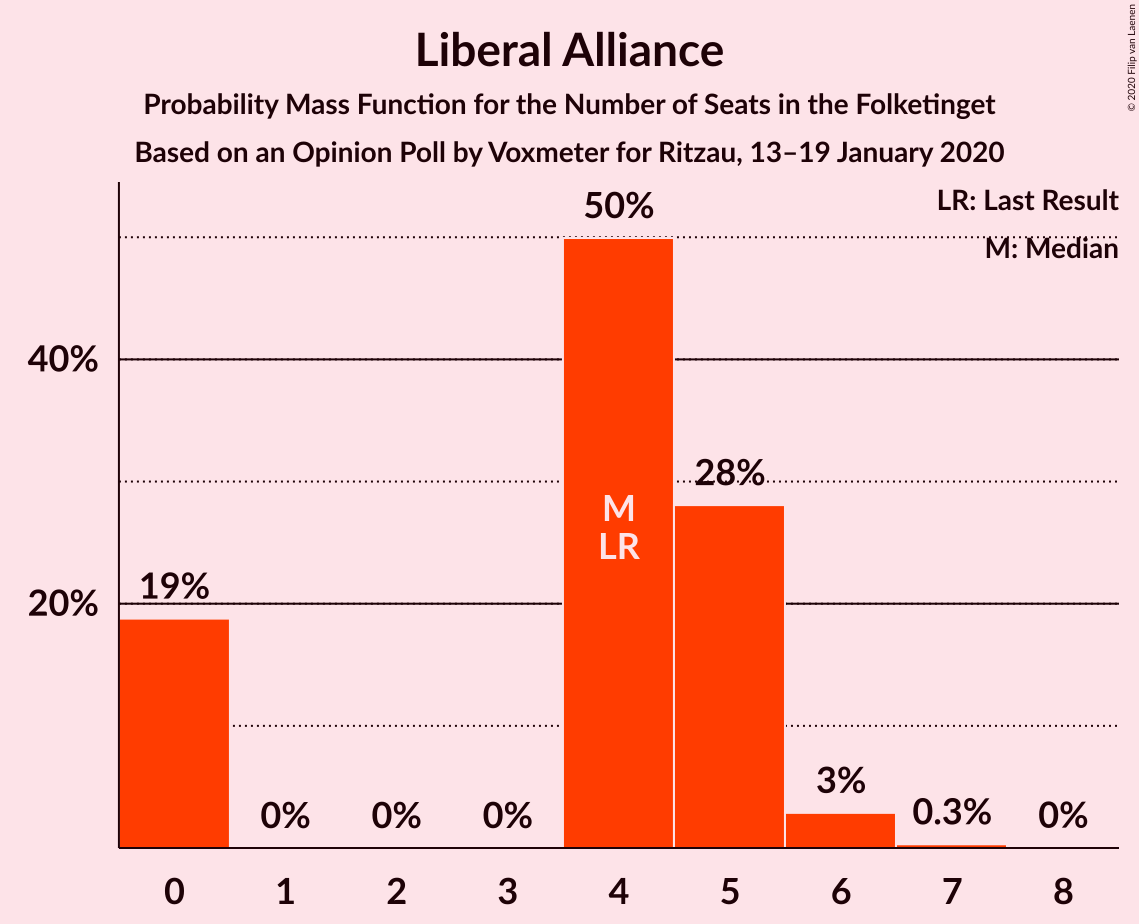 Liberal Alliance
Probability Mass Function for the Number of Seats in the Folketinget
Based on an Opinion Poll by Voxmeter for Ritzau, 13–19 January 2020
© 2020 Filip van Laenen
LR: Last Result
M: Median
50%
40%
28%
M
LR
19%
20%
0%
0%
0%
3%
0.3%
0%
0
1
2
3
4
5
6
7
8